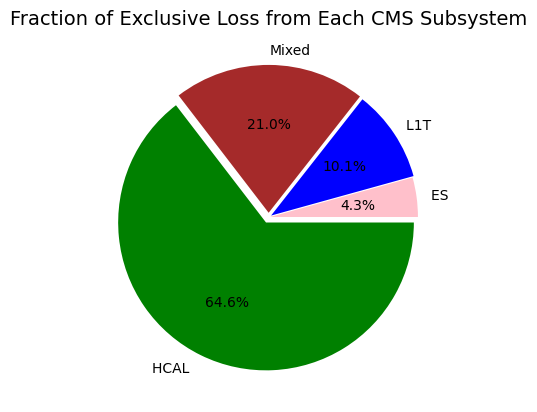 Fraction of Exclusive Loss from Each CMS Subsystem
Mixed
21.0%
L1T
10.1%
ES
4.3%
64.6%
HCAL